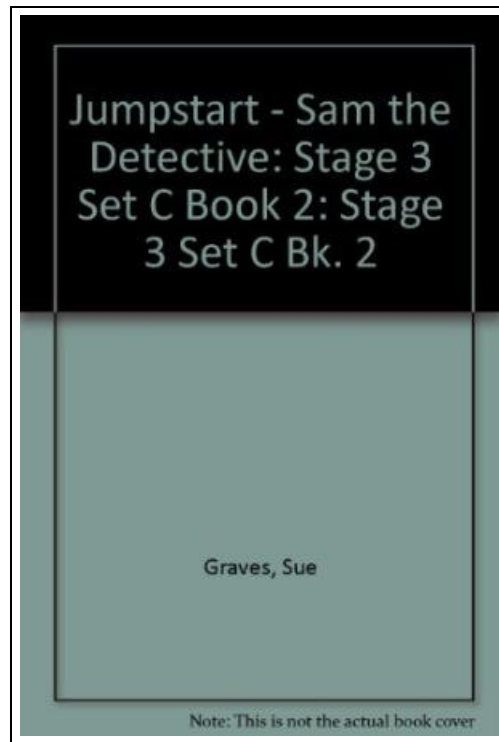 Jumpstart - Sam the
Detective: Stage 3
Set C Book 2: Stage
3 Set C Bk. 2
Graves, Sue
Note: This is not the actual book cover